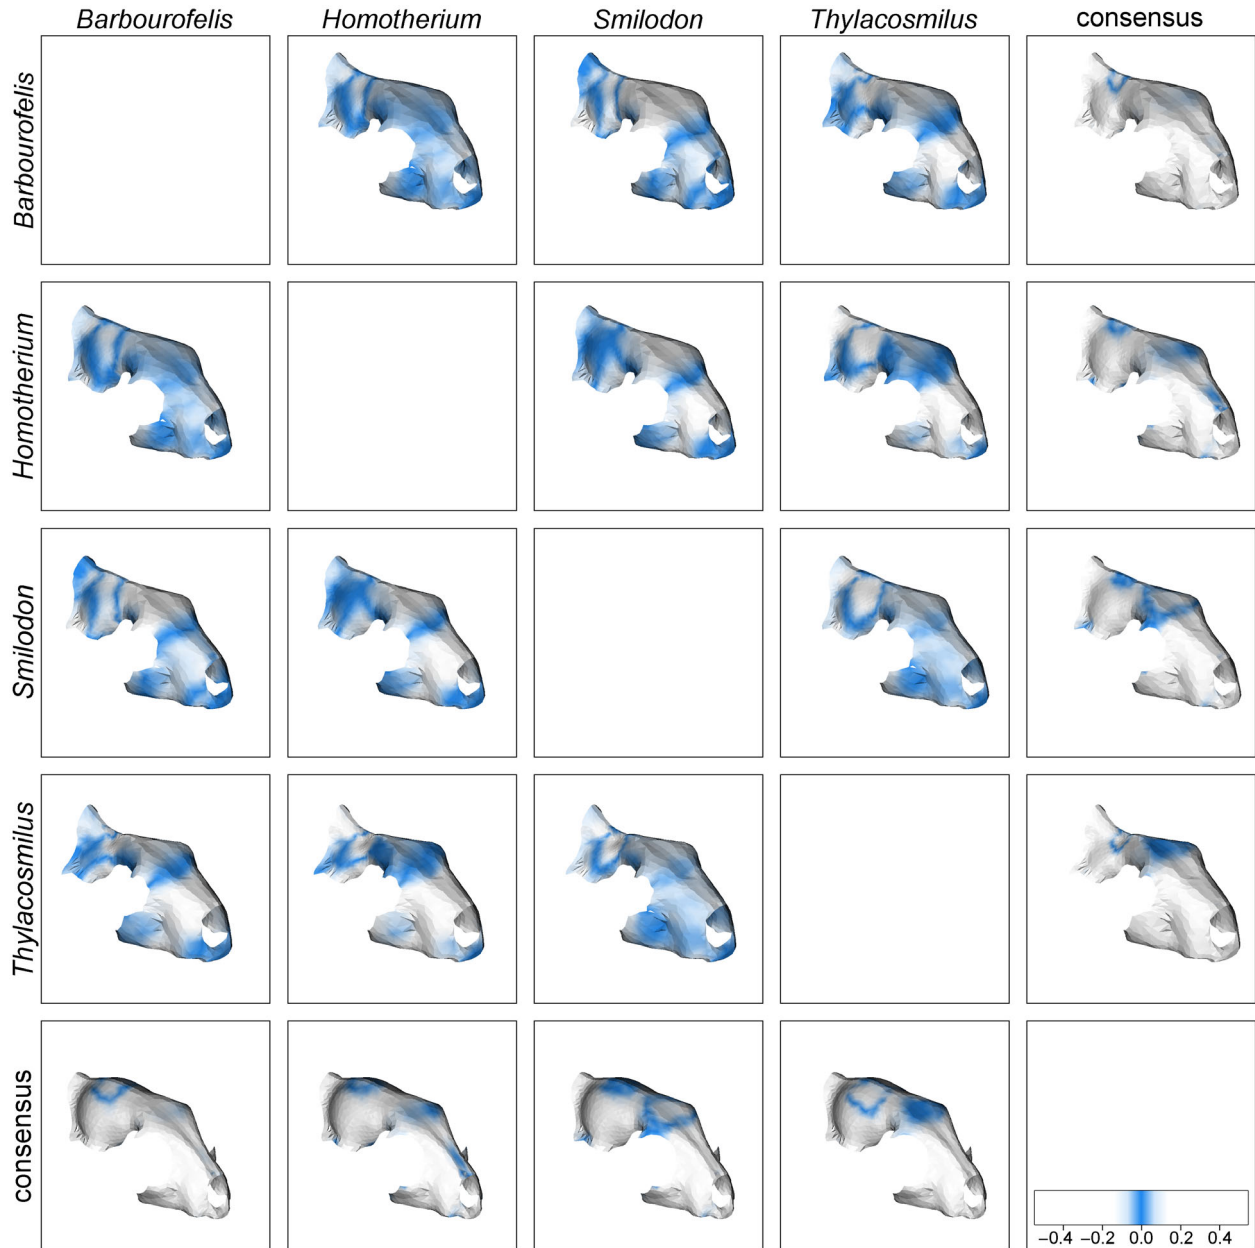 Barbourofelis Homotherium Smilodon Thylacosmilus consensus
Barbourofelis
Homotherium
Smilodon
Thylacosmilus
consensus
−0.4 −0.2 0.0 0.2 0.4